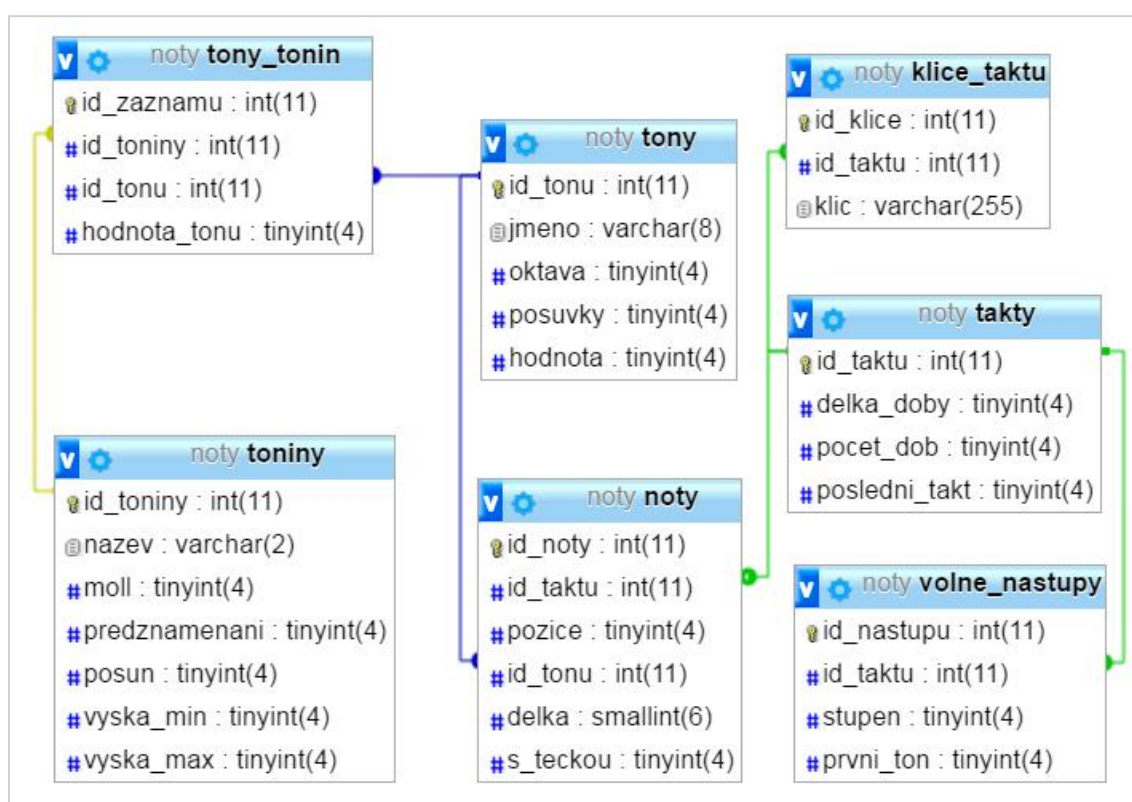 noty tony_tonin
id_zaznamu : int(11)
id_toniny : int(11)
id_tonu : int(11)
hodnota_tonu : tinyint(4)
noty tony
id_tonu : int(11)
jmeno : varchar(8)
oktava : tinyint(4)
posuvky : tinyint(4)
hodnota : tinyint(4)
noty klice_taktu
id_klice : int(11)
id_taktu : int(11)
klic : varchar(255)
noty takty
id_taktu : int(11)
delka_doby : tinyint(4)
pocet_dob : tinyint(4)
posledni_takt : tinyint(4)
noty toniny
id_toniny : int(11)
nazev : varchar(2)
moll : tinyint(4)
predznamenani : tinyint(4)
posun : tinyint(4)
vyska_min : tinyint(4)
vyska_max : tinyint(4)
noty noty
id_noty : int(11)
id_taktu : int(11)
pozice : tinyint(4)
id_tonu : int(11)
delka : smallint(6)
s_teckou : tinyint(4)
noty volne_nastupy
id_nastupu : int(11)
id_taktu : int(11)
stupen : tinyint(4)
prvni_ton : tinyint(4)